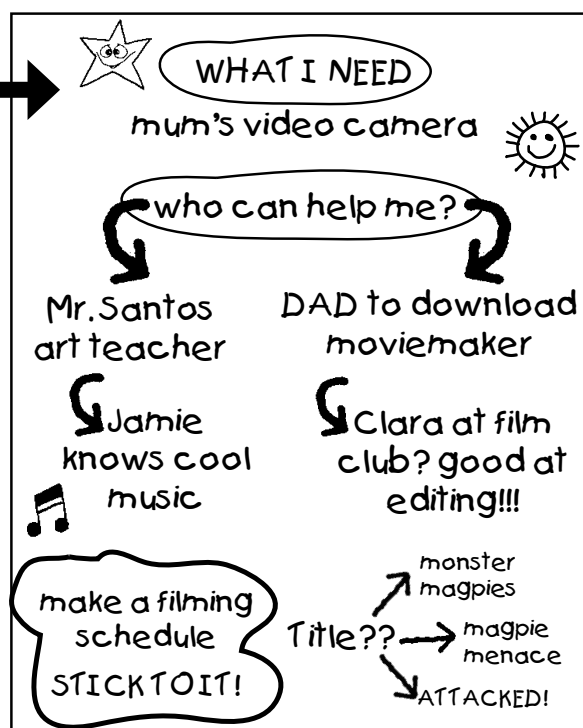 WHAT I NEED
mum's video camera
who can help me?
Mr. Santos
art teacher
Jamie
knows cool
music
DAD to download
moviemaker
Clara at film
club? good at
editing!!!
make a filming
schedule
STICK TO IT!
Title??
monster
magpies
magpie
menace
ATTACKED!